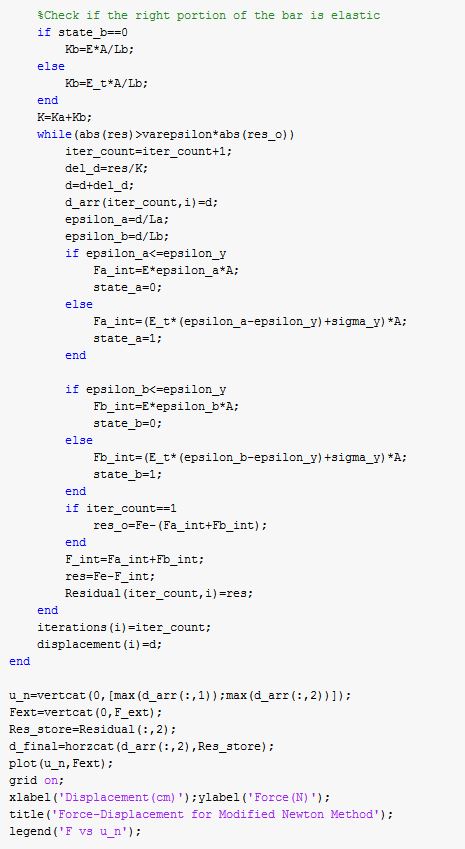 %Check if the right portion of the bar is elastic
if state_b==0
Kb=E*A/Lb;
else
Kb=E_t*A/Lb;
end
K=Ka+Kb;
while(abs(res)>varepsilon*abs(res_o))
iter_count=iter_count+1;
del_d=res/K;
d=d+del_d;
d_arr(iter_count,i)=d;
epsilon_a=d/La;
epsilon_b=d/Lb;
if epsilon_a<=epsilon_y
Fa_int=E*epsilon_a*A;
state_a=0;
else
Fa_int=(E_t*(epsilon_a-epsilon_y)+sigma_y)*A;
state_a=1;
end
if epsilon_b<=epsilon_y
Fb_int=E*epsilon_b*A;
state_b=0;
else
Fb_int=(E_t*(epsilon_b-epsilon_y)+sigma_y)*A;
state_b=1;
end
if iter_count==1
res_o=Fe-(Fa_int+Fb_int);
end
F_int=Fa_int+Fb_int;
res=Fe-F_int;
Residual(iter_count,i)=res;
end
iterations(i)=iter_count;
displacement(i)=d;
end
u_n=vertcat(0,[max(d_arr(:,1));max(d_arr(:,2))]);
Fext=vertcat(0,F_ext);
Res_store=Residual(:,2);
d_final=horzcat(d_arr(:,2),Res_store);
plot(u_n,Fext);
grid on;
xlabel('Displacement(cm)');ylabel('Force(N)');
title('Force-Displacement for Modified Newton Method');
legend('F vs u_n');